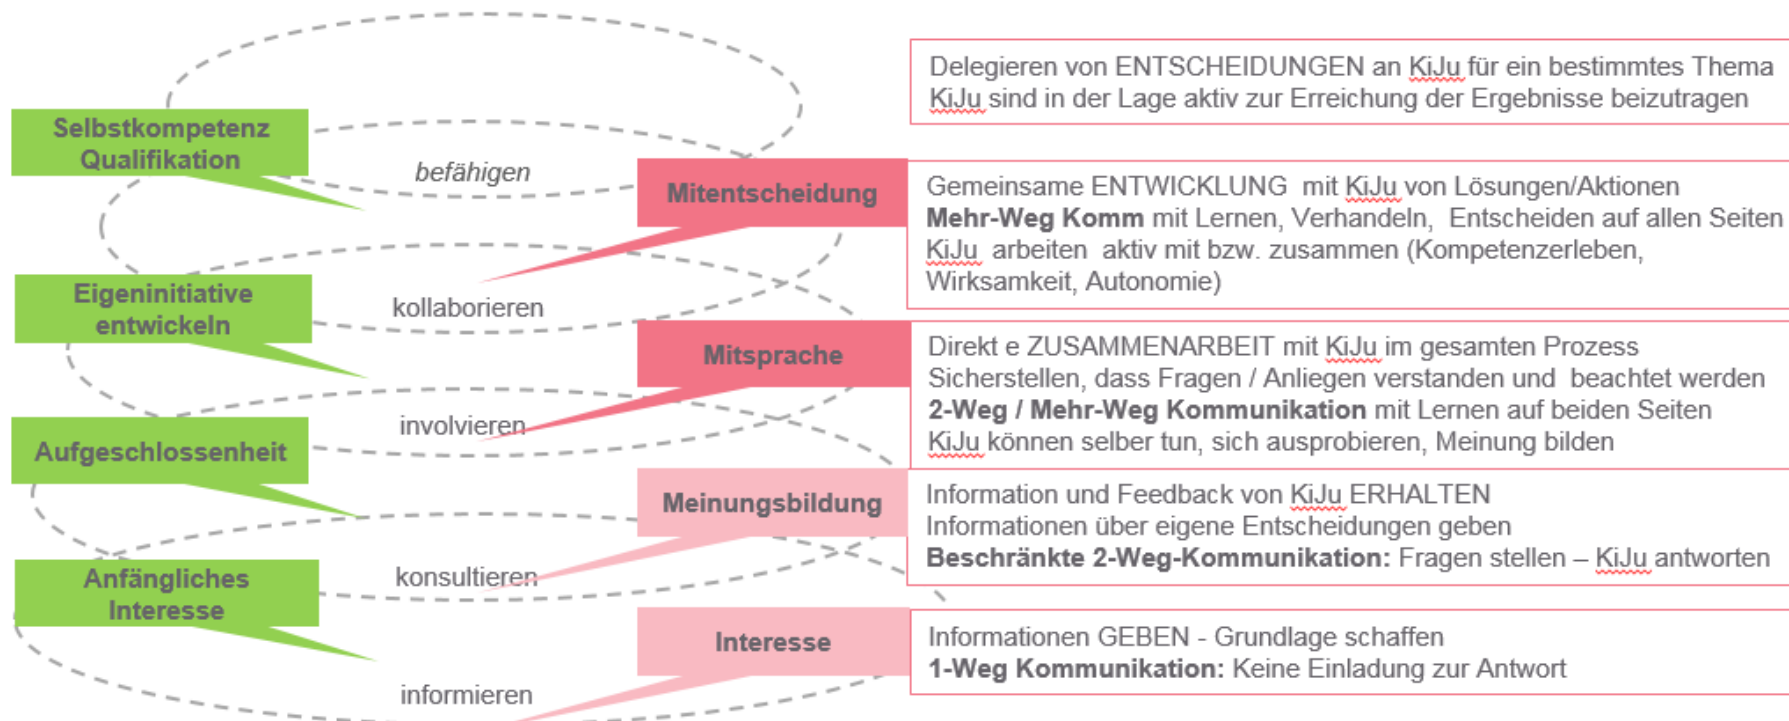 Delegieren von ENTSCHEIDUNGEN an KiJu für ein bestimmtes Thema
KiJu sind in der Lage aktiv zur Erreichung der Ergebnisse beizutragen
Selbstkompetenz
Qualifikation
befähigen
Mitentscheidung
Gemeinsame ENTWICKLUNG mit KiJu von Lösungen/Aktionen
Mehr-Weg Komm mit Lernen, Verhandeln, Entscheiden auf allen Seiten
KiJu arbeiten aktiv mit bzw. zusammen (Kompetenzerleben,
Wirksamkeit, Autonomie)
Eigeninitiative
entwickeln
kollaborieren
Mitsprache
Direkt e ZUSAMMENARBEIT mit KiJu im gesamten Prozess
Sicherstellen, dass Fragen / Anliegen verstanden und beachtet werden
2-Weg / Mehr-Weg Kommunikation mit Lernen auf beiden Seiten
KiJu können selber tun, sich ausprobieren, Meinung bilden
Aufgeschlossenheit
involvieren
Meinungsbildung
Information und Feedback von KiJu ERHALTEN
Informationen über eigene Entscheidungen geben
Beschränkte 2-Weg-Kommunikation: Fragen stellen – KiJu antworten
Anfängliches
Interesse
konsultieren
Interesse
Informationen GEBEN - Grundlage schaffen
1-Weg Kommunikation: Keine Einladung zur Antwort
informieren